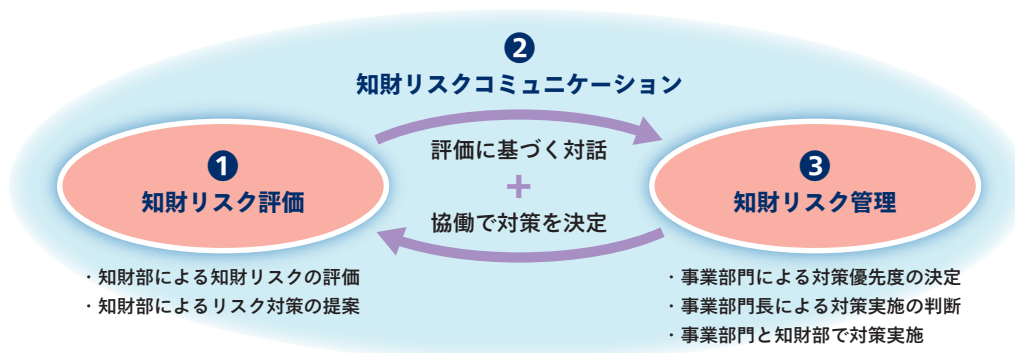 ❷
知財リスクコミュニケーション
評価に基づく対話
+
協働で対策を決定
❶
知財リスク評価
・知財部による知財リスクの評価
・知財部によるリスク対策の提案
❸
知財リスク管理
・事業部門による対策優先度の決定
・事業部門長による対策実施の判断
・事業部門と知財部で対策実施